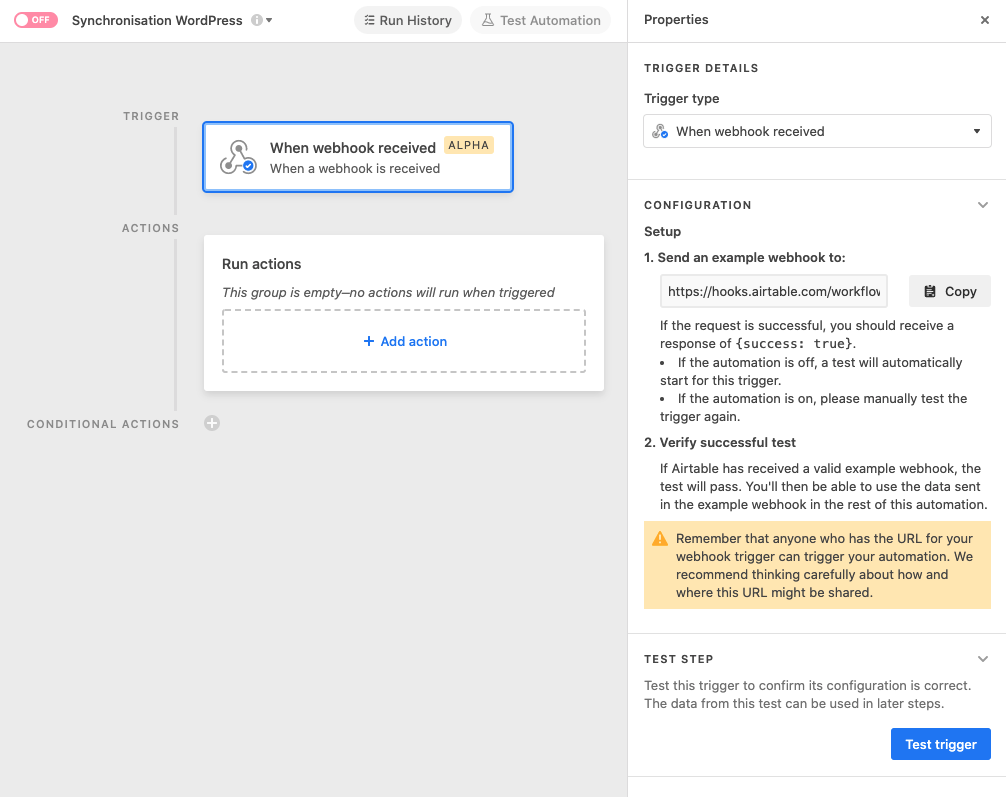 OFF
Synchronisation WordPress
Run History
Test Automation
TRIGGER
When webhook received
ALPHA
When a webhook is received
ACTIONS
Run actions
This group is empty—no actions will run when triggered
+ Add action
CONDITIONAL ACTIONS
Properties
TRIGGER DETAILS
Trigger type
When webhook received
CONFIGURATION
Setup
1. Send an example webhook to:
https://hooks.airtable.com/workflow
Copy
If the request is successful, you should receive a
response of {success: true}.
• If the automation is off, a test will automatically
start for this trigger.
• If the automation is on, please manually test the
trigger again.
2. Verify successful test
If Airtable has received a valid example webhook, the
test will pass. You'll then be able to use the data sent
in the example webhook in the rest of this automation.
Remember that anyone who has the URL for your
webhook trigger can trigger your automation. We
recommend thinking carefully about how and
where this URL might be shared.
TEST STEP
Test this trigger to confirm its configuration is correct.
The data from this test can be used in later steps.
Test trigger